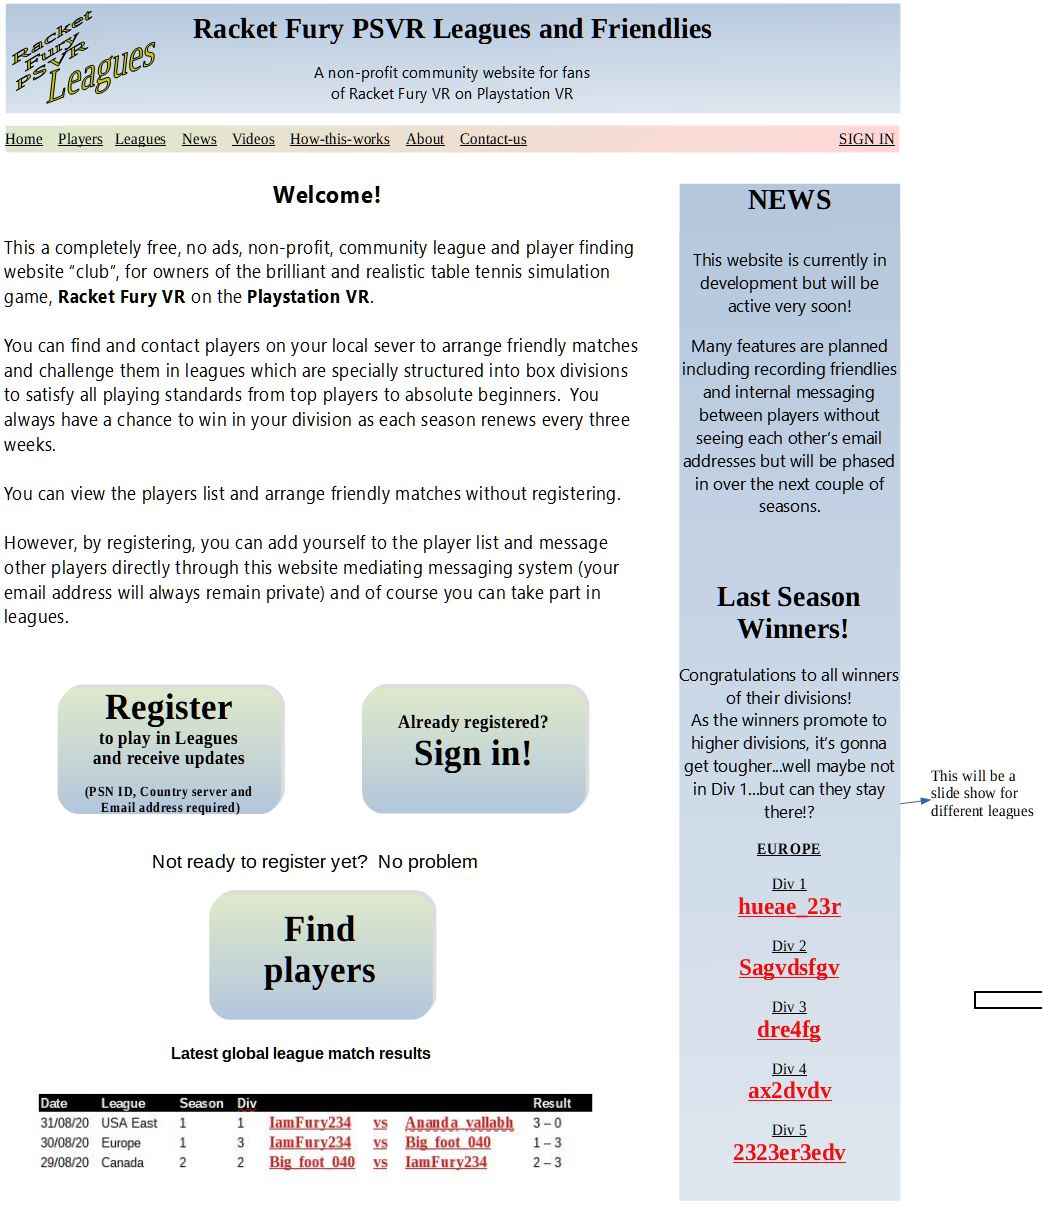 Racket
Fury
PSVR
Leagues
Racket Fury PSVR Leagues and Friendlies
A non-profit community website for fans
of Racket Fury VR on Playstation VR
Home Players Leagues News Videos How-this-works About Contact-us SIGN IN
Welcome!
This a completely free, no ads, non-profit, community league and player finding
website “club”, for owners of the brilliant and realistic table tennis simulation
game, Racket Fury VR on the Playstation VR.
You can find and contact players on your local sever to arrange friendly matches
and challenge them in leagues which are specially structured into box divisions
to satisfy all playing standards from top players to absolute beginners. You
always have a chance to win in your division as each season renews every three
weeks.
You can view the players list and arrange friendly matches without registering.
However, by registering, you can add yourself to the player list and message
other players directly through this website mediating messaging system (your
email address will always remain private) and of course you can take part in
leagues.
Register
to play in Leagues
and receive updates
(PSN ID, Country server and
Email address required)
Already registered?
Sign in!
Not ready to register yet? No problem
Find
players
Latest global league match results
Date League Season Div Result
31/08/20 USA East 1 1 IamFury234 vs Ananda_vallabh 3 – 0
30/08/20 Europe 1 3 IamFury234 vs Big_foot_040 1 – 3
29/08/20 Canada 2 2 Big_foot_040 vs IamFury234 2 – 3
NEWS
This website is currently in
development but will be
active very soon!
Many features are planned
including recording friendlies
and internal messaging
between players without
seeing each other’s email
addresses but will be phased
in over the next couple of
seasons.
Last Season
Winners!
Congratulations to all winners
of their divisions!
As the winners promote to
higher divisions, it’s gonna
get tougher...well maybe not
in Div 1...but can they stay
there!?
EUROPE
Div 1
hueae_23r
Div 2
Sagvdsfgv
Div 3
dre4fg
Div 4
ax2dvdv
Div 5
2323er3edv
This will be a
slide show for
different leagues